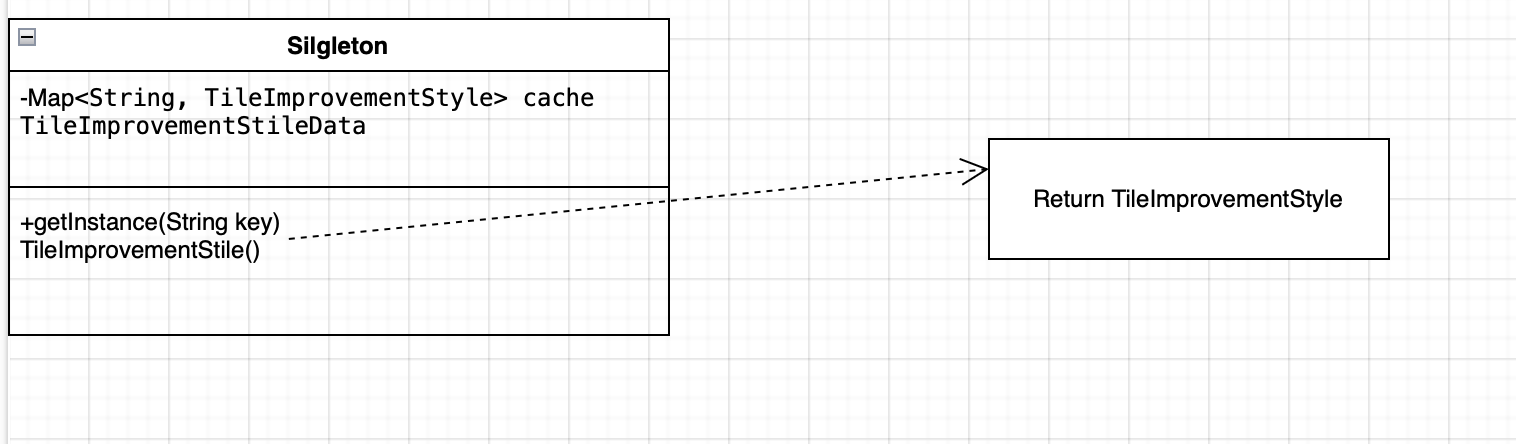 Silgleton
-Map<String, TileImprovementStyle> cache
TileImprovementStileData
+getInstance(String key)
TileImprovementStile()
Return TileImprovementStyle